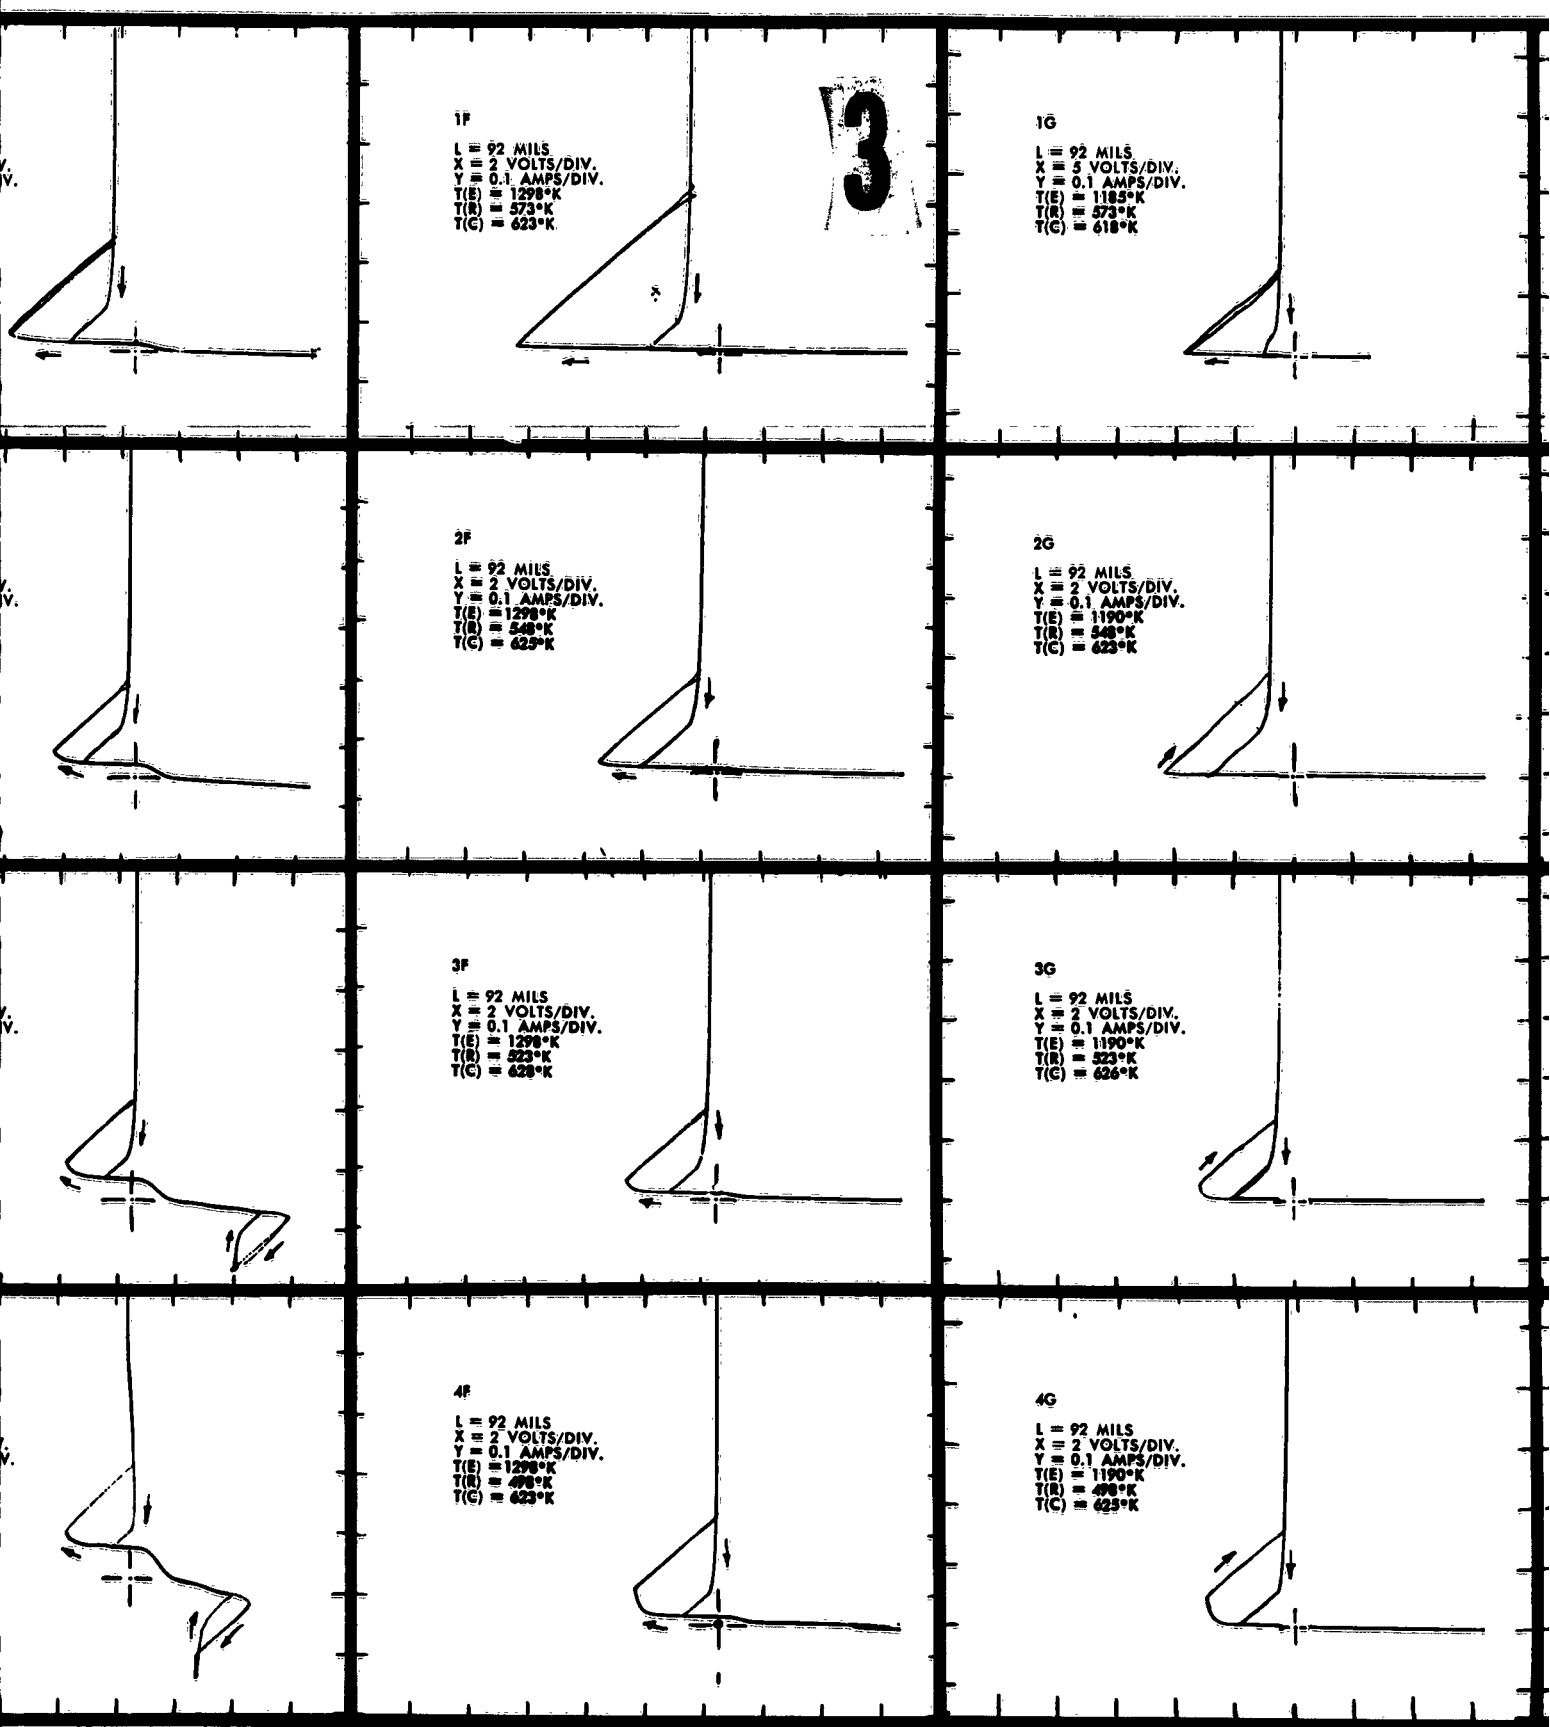 V.
V.
1F
L = 92 MILS
X = 2 VOLTS/DIV.
Y = 0.1 AMPS/DIV.
T(E) = 1298°K
T(R) = 573°K
T(C) = 623°K
3
1G
L = 92 MILS
X = 5 VOLTS/DIV.
Y = 0.1 AMPS/DIV.
T(E) = 1185°K
T(R) = 573°K
T(C) = 618°K
V.
V.
2F
L = 92 MILS
X = 2 VOLTS/DIV.
Y = 0.1 AMPS/DIV.
T(E) = 1298°K
T(R) = 548°K
T(C) = 625°K
2G
L = 92 MILS
X = 2 VOLTS/DIV.
Y = 0.1 AMPS/DIV.
T(E) = 1190°K
T(R) = 548°K
T(C) = 623°K
V.
V.
3F
L = 92 MILS
X = 2 VOLTS/DIV.
Y = 0.1 AMPS/DIV.
T(E) = 1298°K
T(R) = 523°K
T(C) = 628°K
3G
L = 92 MILS
X = 2 VOLTS/DIV.
Y = 0.1 AMPS/DIV.
T(E) = 1190°K
T(R) = 523°K
T(C) = 626°K
V.
4F
L = 92 MILS
X = 2 VOLTS/DIV.
Y = 0.1 AMPS/DIV.
T(E) = 1298°K
T(R) = 498°K
T(C) = 623°K
4G
L = 92 MILS
X = 2 VOLTS/DIV.
Y = 0.1 AMPS/DIV.
T(E) = 1190°K
T(R) = 498°K
T(C) = 625°K